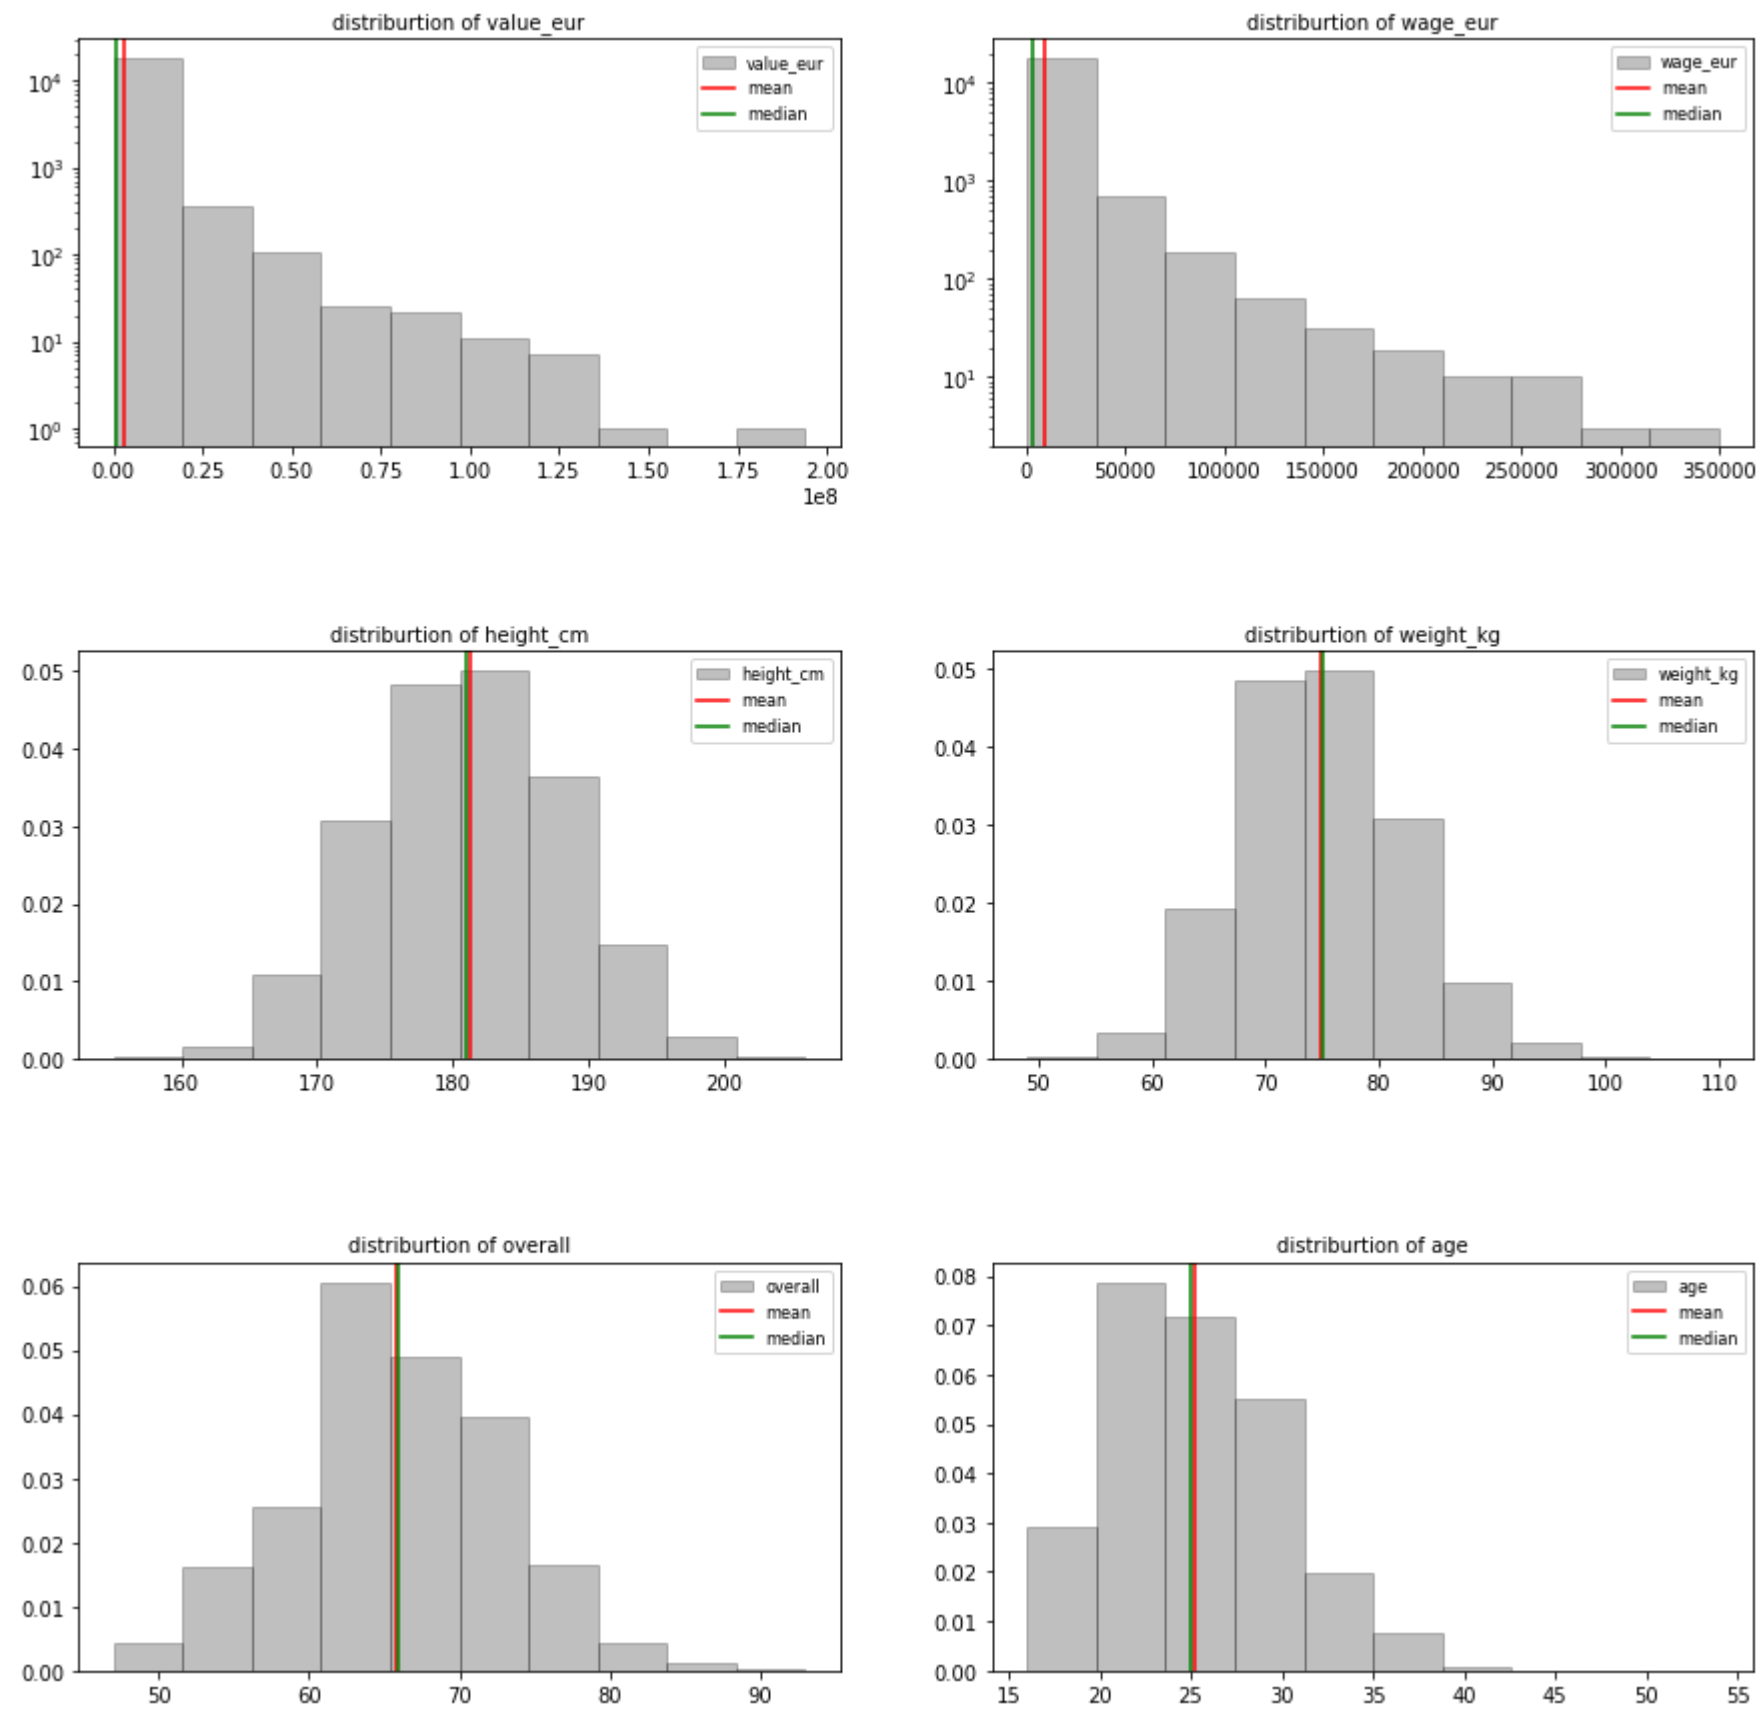 distriburtion of value_eur
value_eur
mean
median
10⁴
10³
10²
10¹
10⁰
0.00 0.25 0.50 0.75 1.00 1.25 1.50 1.75 2.00
1e8
distriburtion of wage_eur
wage_eur
mean
median
10⁴
10³
10²
10¹
0 50000 100000 150000 200000 250000 300000 350000
distriburtion of height_cm
height_cm
mean
median
0.05
0.04
0.03
0.02
0.01
0.00
160 170 180 190 200
distriburtion of weight_kg
weight_kg
mean
median
0.05
0.04
0.03
0.02
0.01
0.00
50 60 70 80 90 100 110
distriburtion of overall
overall
mean
median
0.06
0.05
0.04
0.03
0.02
0.01
0.00
50 60 70 80 90
distriburtion of age
age
mean
median
0.08
0.07
0.06
0.05
0.04
0.03
0.02
0.01
0.00
15 20 25 30 35 40 45 50 55